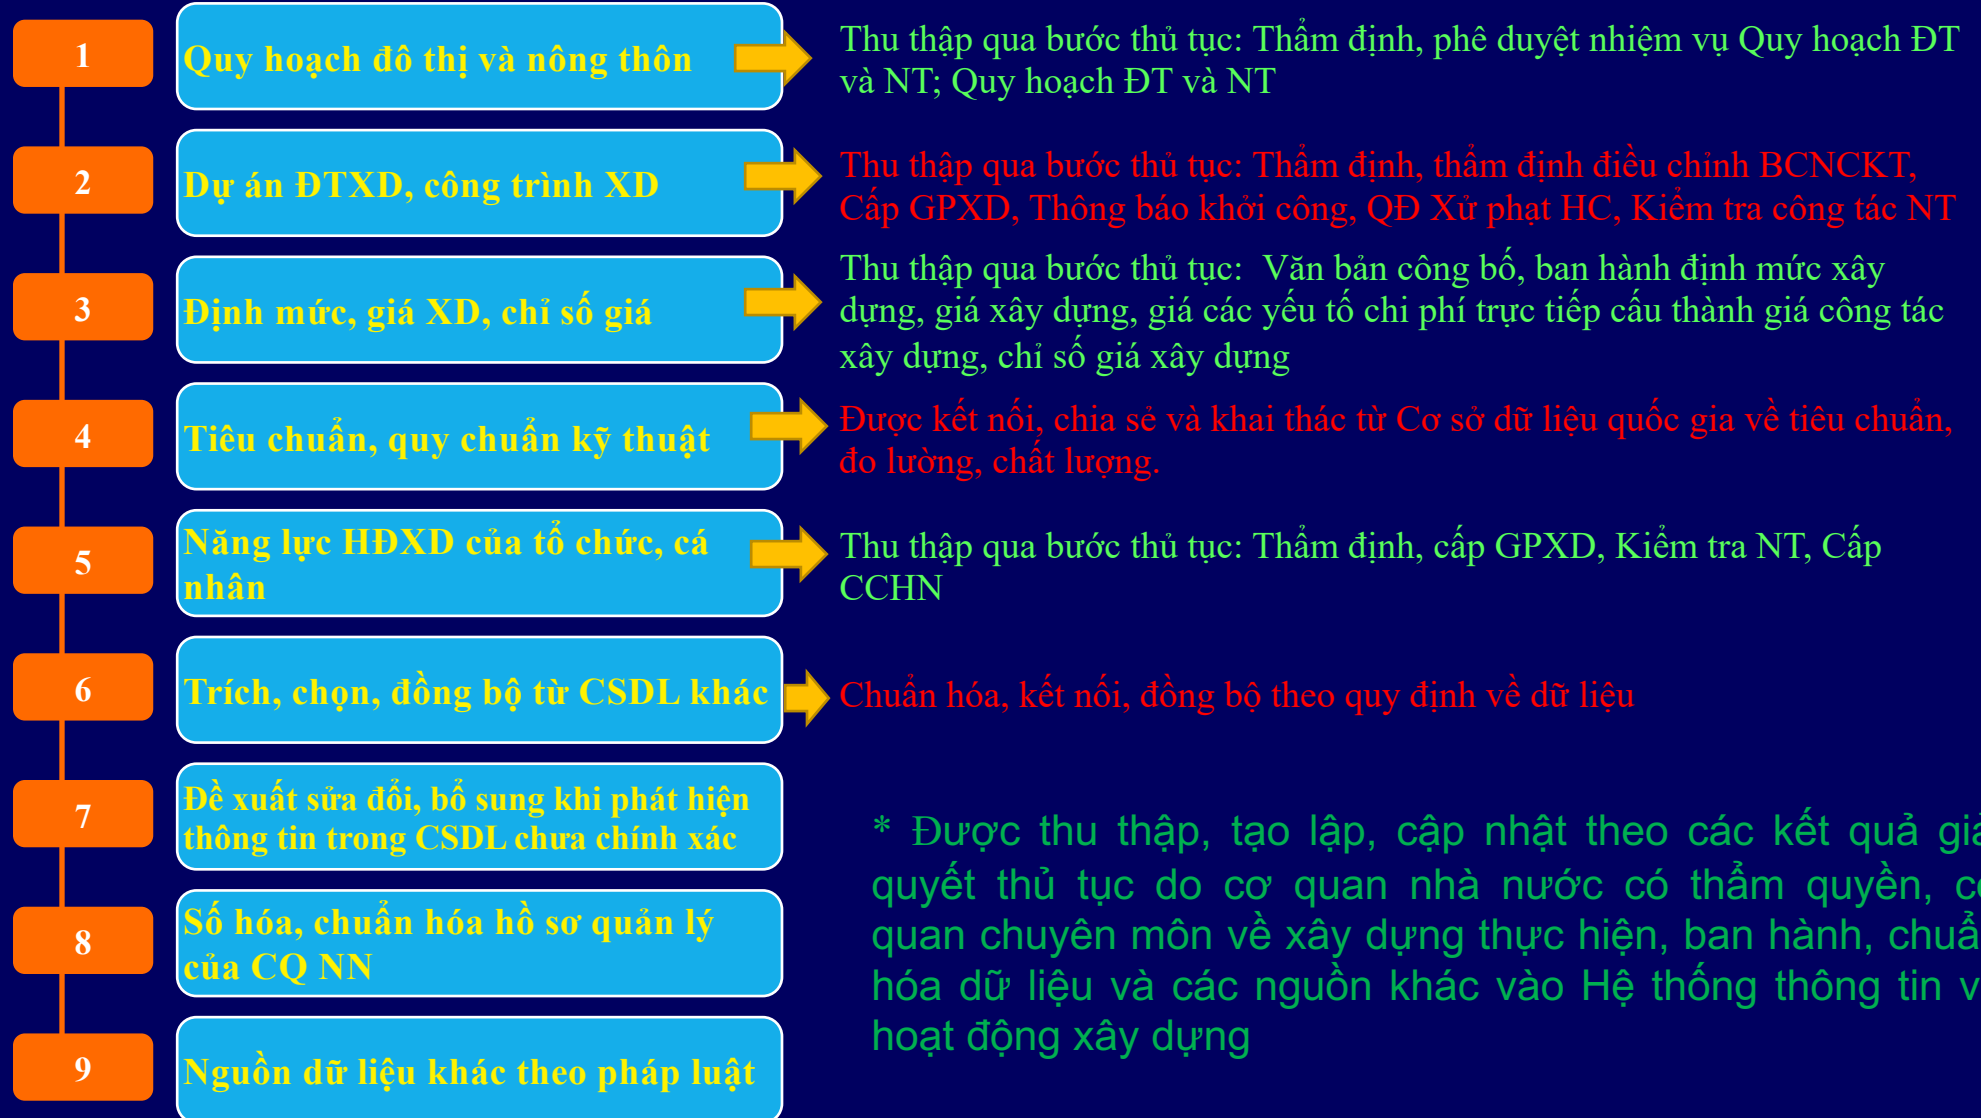 1
Quy hoạch đô thị và nông thôn
Thu thập qua bước thủ tục: Thẩm định, phê duyệt nhiệm vụ Quy hoạch ĐT
và NT; Quy hoạch ĐT và NT
2
Dự án ĐTXD, công trình XD
Thu thập qua bước thủ tục: Thẩm định, thẩm định điều chỉnh BCNCKT,
Cấp GPXD, Thông báo khởi công, QĐ Xử phạt HC, Kiểm tra công tác NT
3
Định mức, giá XD, chỉ số giá
Thu thập qua bước thủ tục: Văn bản công bố, ban hành định mức xây
dựng, giá xây dựng, giá các yếu tố chi phí trực tiếp cấu thành giá công tác
xây dựng, chỉ số giá xây dựng
4
Tiêu chuẩn, quy chuẩn kỹ thuật
Được kết nối, chia sẻ và khai thác từ Cơ sở dữ liệu quốc gia về tiêu chuẩn,
đo lường, chất lượng.
5
Năng lực HĐXD của tổ chức, cá
nhân
Thu thập qua bước thủ tục: Thẩm định, cấp GPXD, Kiểm tra NT, Cấp
CCHN
6
Trích, chọn, đồng bộ từ CSDL khác
Chuẩn hóa, kết nối, đồng bộ theo quy định về dữ liệu
7
Đề xuất sửa đổi, bổ sung khi phát hiện
thông tin trong CSDL chưa chính xác
8
Số hóa, chuẩn hóa hồ sơ quản lý
của CQ NN
9
Nguồn dữ liệu khác theo pháp luật
* Được thu thập, tạo lập, cập nhật theo các kết quả
quyết thủ tục do cơ quan nhà nước có thẩm quyền,
quan chuyên môn về xây dựng thực hiện, ban hành,
hóa dữ liệu và các nguồn khác vào Hệ thống thông tin
hoạt động xây dựng